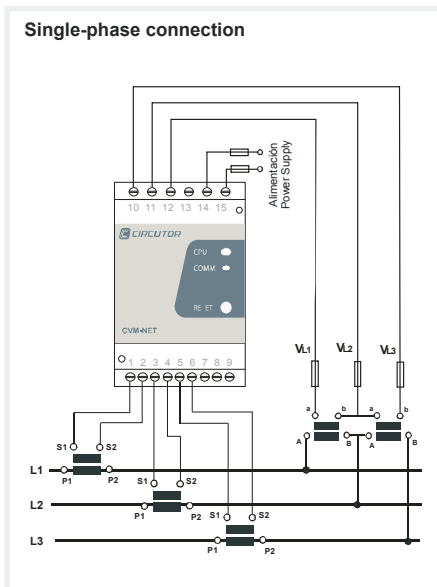 Single-phase connection
10 11 12 13 14 15
Alimentación
Power Supply
CIRCUTOR
CPU
COMM
RE ET
CVM-NET
1 2 3 4 5 6 7 8 9
VL1 VL2 VL3
a b a b
A B A B
S1 S2
L1
P1 P2
S1 S2
L2
P1 P2
S1 S2
L3
P1 P2